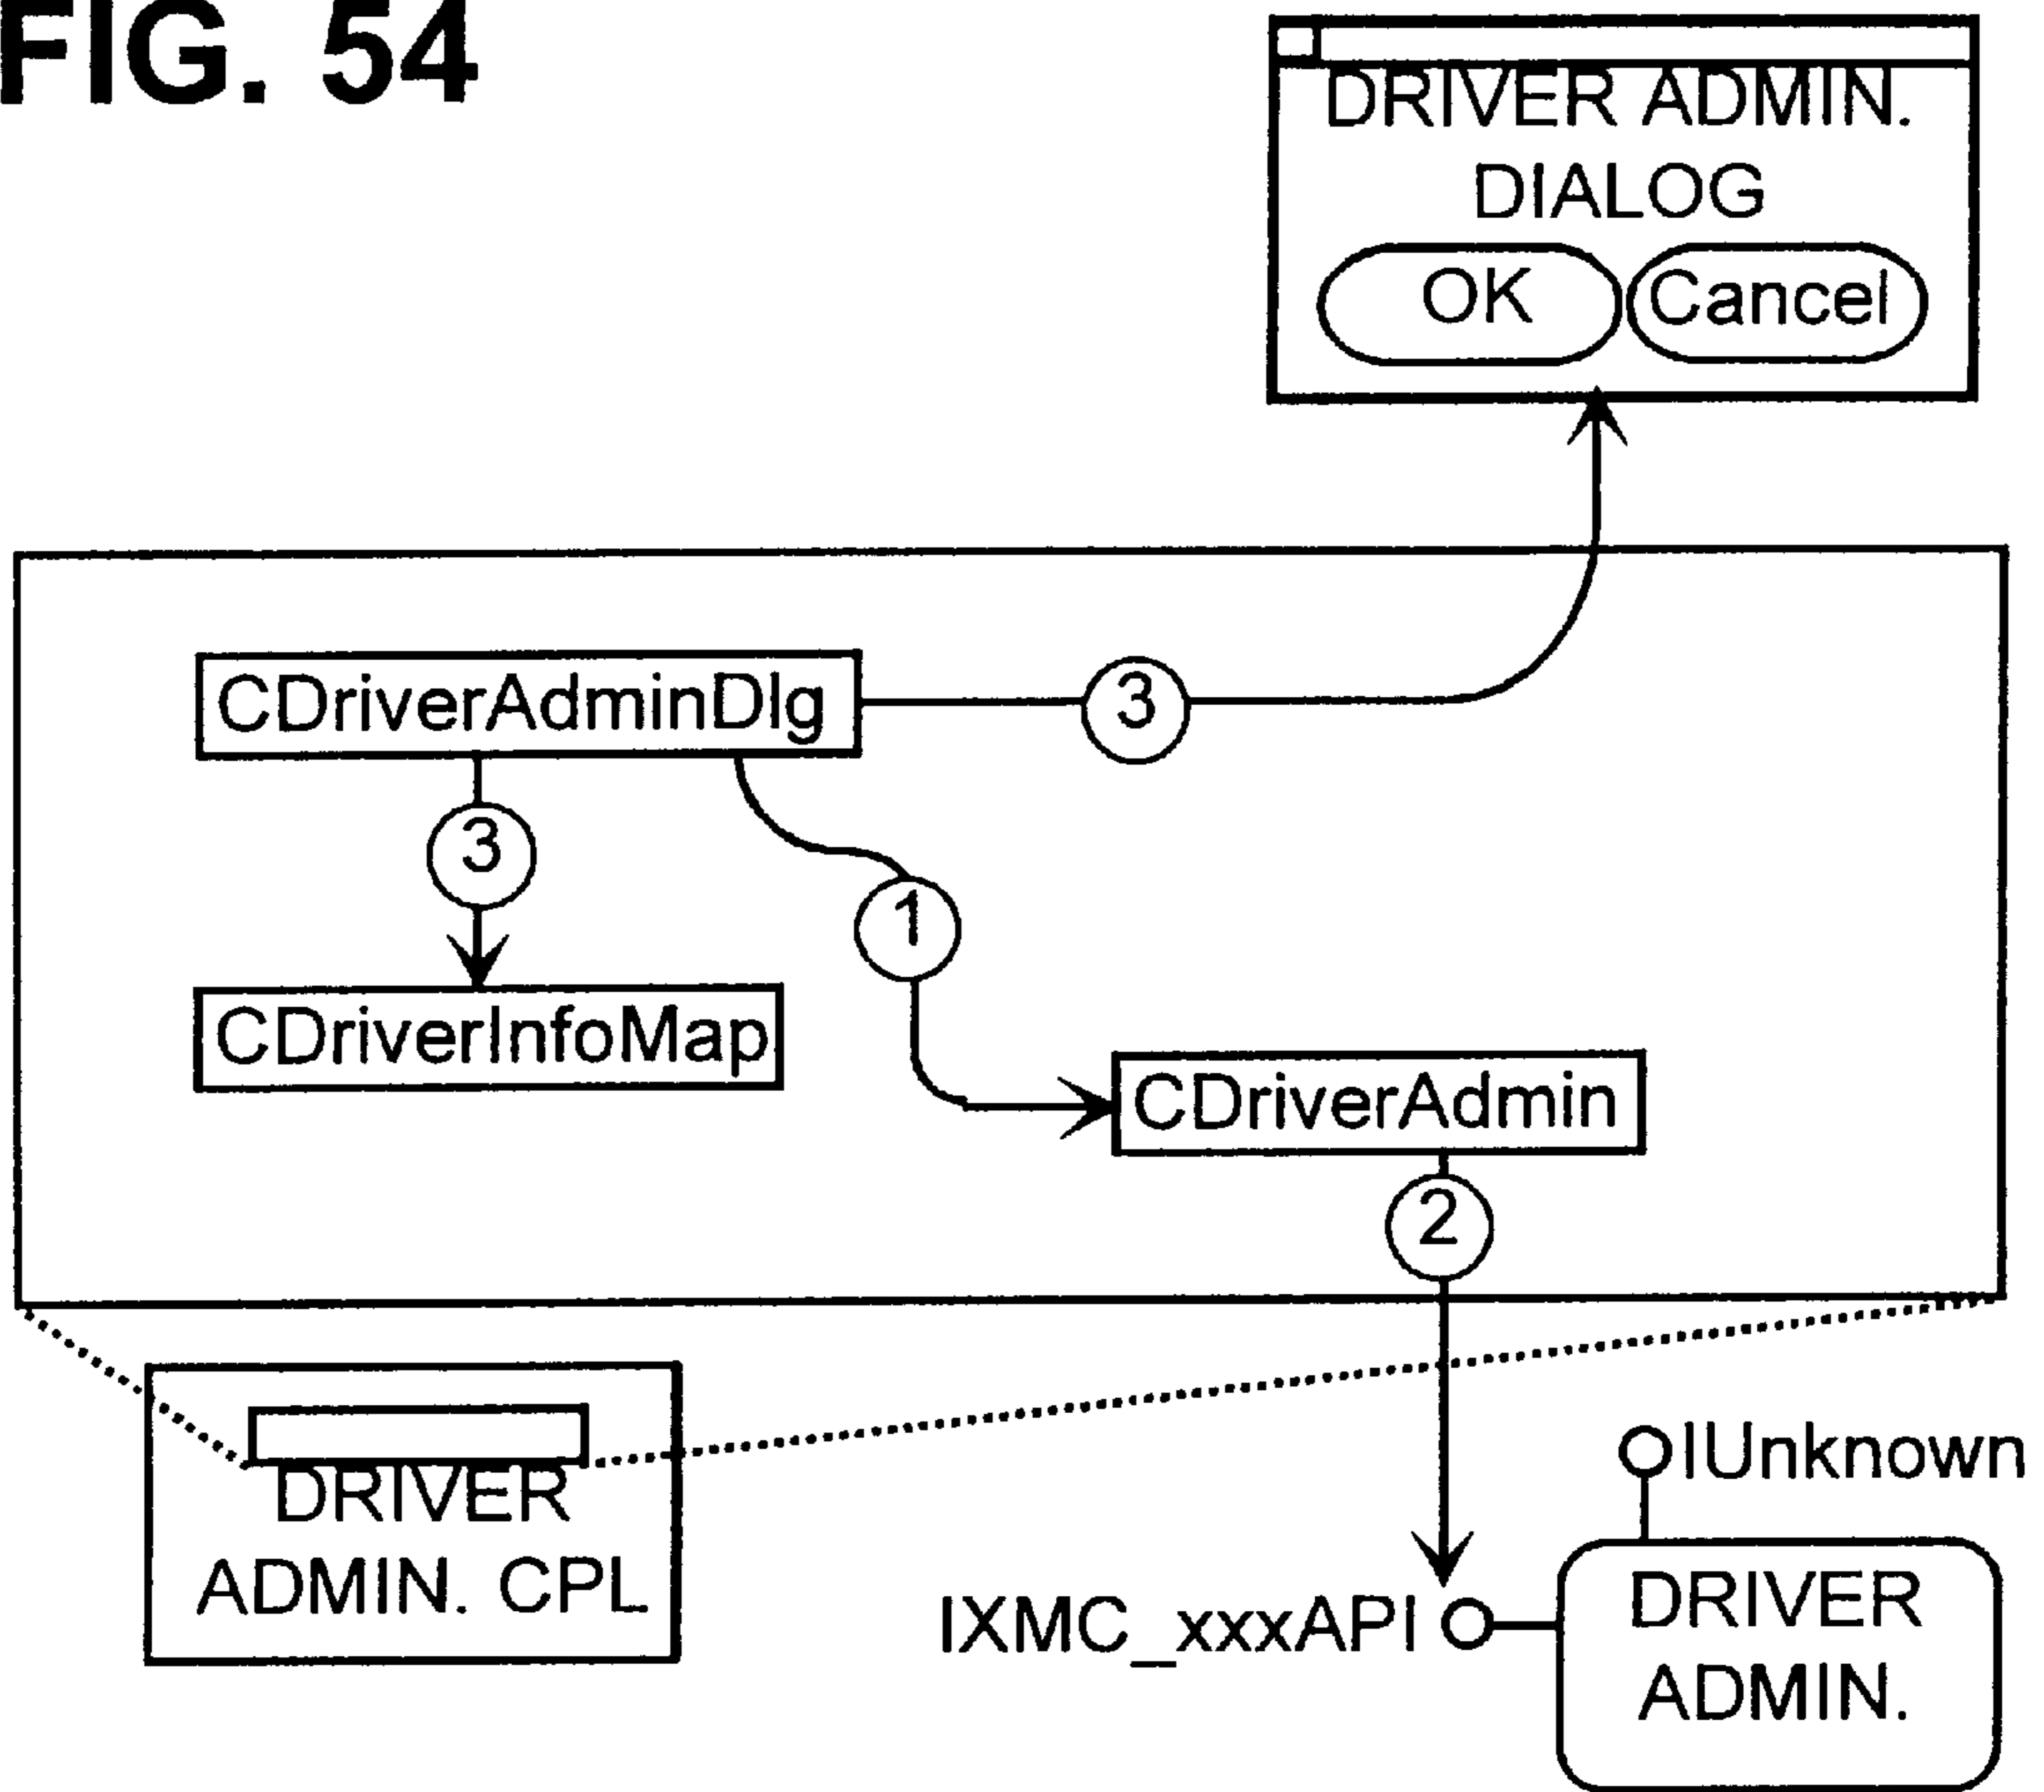 FIG. 54
DRIVER ADMIN.
DIALOG
OK
Cancel
CDriverAdminDlg
3
3
1
CDriverInfoMap
CDriverAdmin
2
DRIVER
ADMIN. CPL
IUnknown
IXMC_xxxAPI
DRIVER
ADMIN.